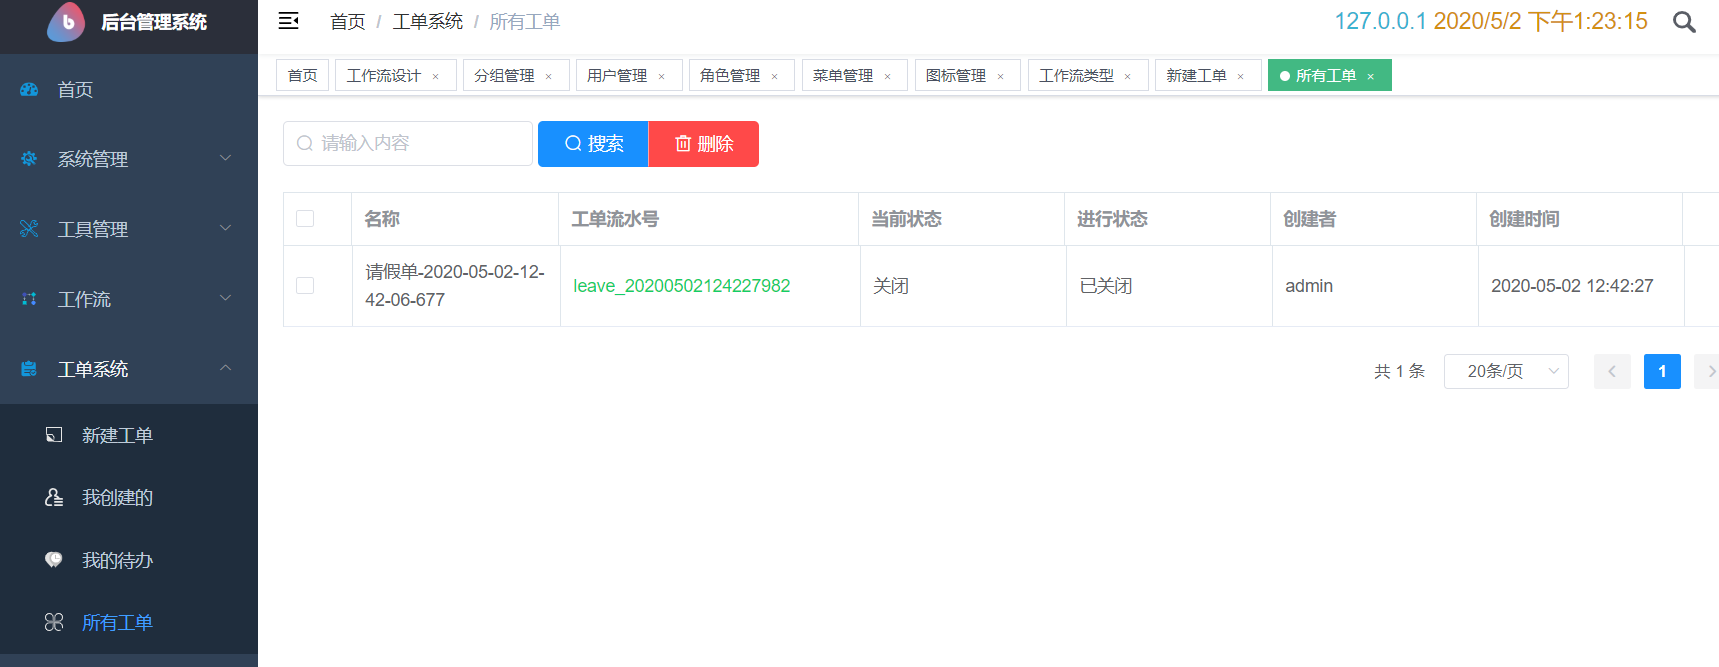 后台管理系统
首页 / 工单系统 / 所有工单
127.0.0.1 2020/5/2 下午1:23:15
首页 工作流设计 × 分组管理 × 用户管理 × 角色管理 × 菜单管理 × 图标管理 × 工作流类型 × 新建工单 × 所有工单 ×
首页
系统管理
工具管理
工作流
工单系统
新建工单
我创建的
我的待办
所有工单
请输入内容 搜索 删除
名称 工单流水号 当前状态 进行状态 创建者 创建时间
请假单-2020-05-02-12-
42-06-677
leave_20200502124227982 关闭 已关闭 admin 2020-05-02 12:42:27
共 1 条 20条/页 1